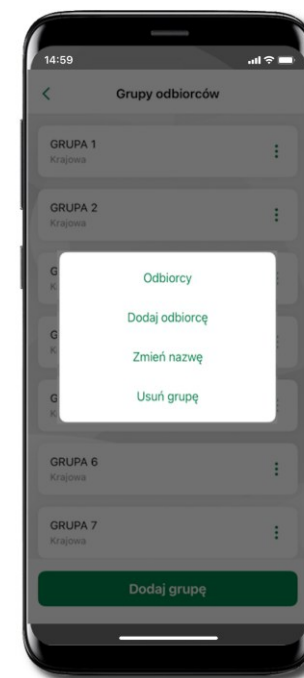 14:59
Grupy odbiorców
GRUPA 1
Krajowa
GRUPA 2
Krajowa
G
K
Odbiorcy
Dodaj odbiorcę
G
K
Zmień nazwę
G
K
Usuń grupę
GRUPA 6
Krajowa
GRUPA 7
Krajowa
Dodaj grupę